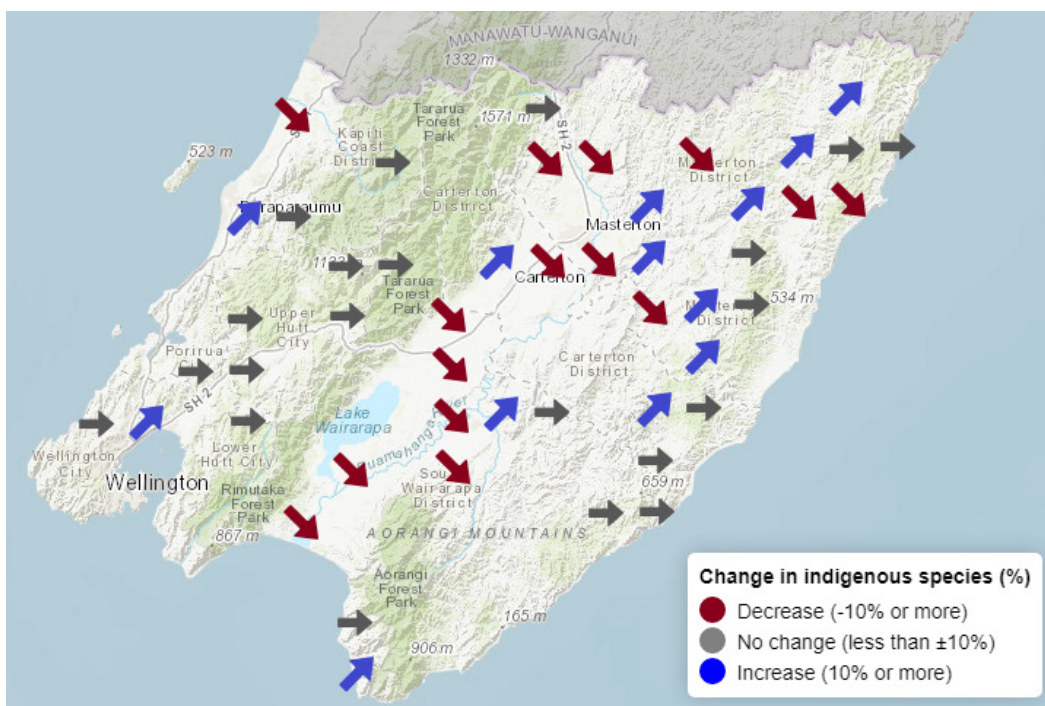 MANAWATU-WANGANUI
1332 m
Tararua
Forest
Park
1571 m
SH 2
Kapiti
Coast
District
523 m
Carterton
District
Masterton
District
Paraparaumu
Masterton
Carterton
Tararua
Forest
Park
534 m
District
Upper
Hutt
City
Porirua
SH 2
Carterton
District
Lake
Wairarapa
Ruamahanga River
Lower
Hutt City
Wellington
City
Wellington
South
Wairarapa
District
Rimutaka
Forest
Park
659 m
867 m
AORANGI MOUNTAINS
Aorangi
Forest
Park
165 m
906 m
Change in indigenous species (%)
Decrease (-10% or more)
No change (less than ±10%)
Increase (10% or more)